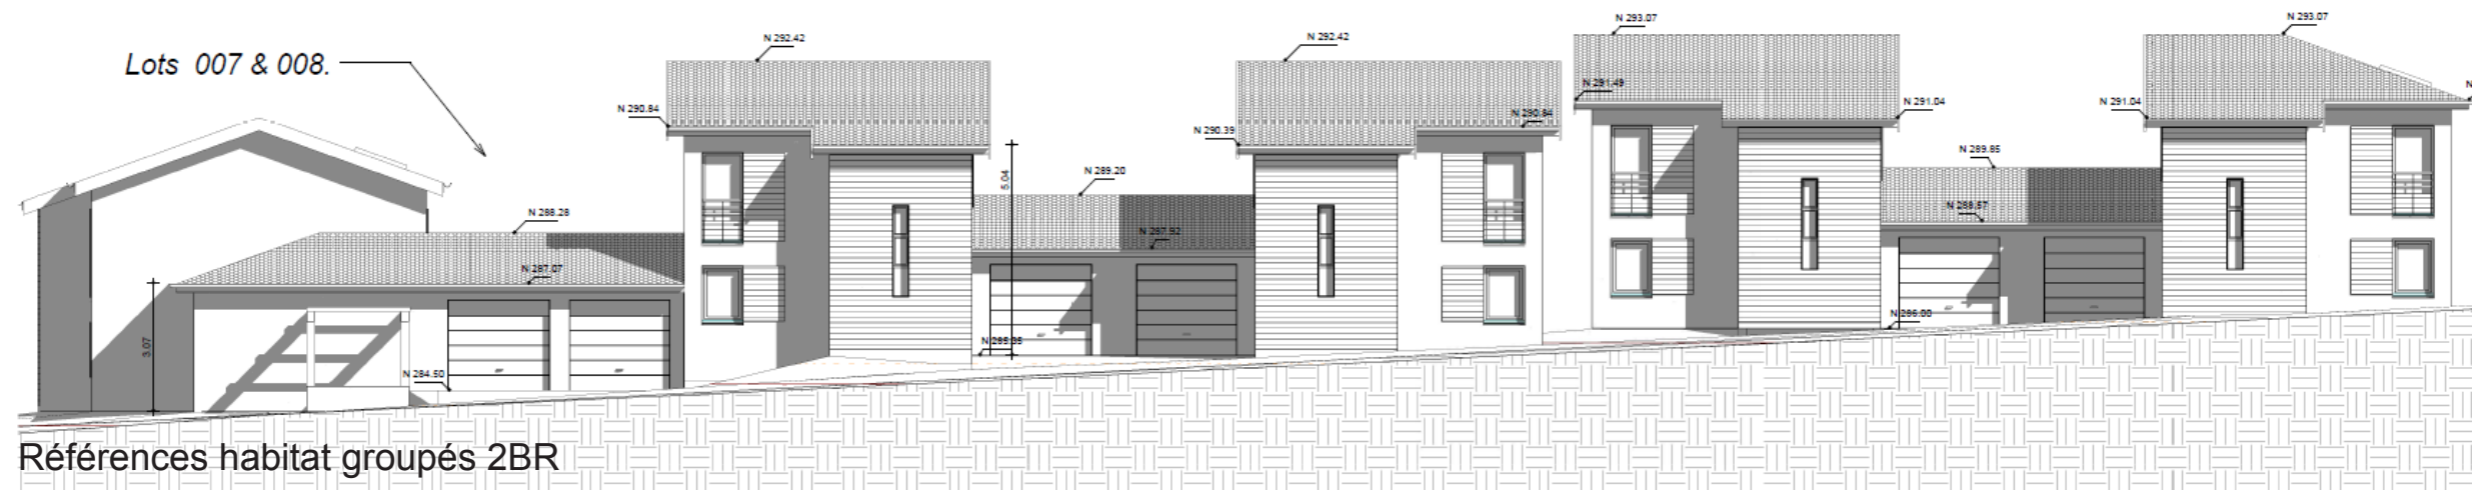 N 293.07
N 293.07
N 292.42
N 292.42
Lots 007 & 008.
N 291.49
N 290.84
N 291.04
N 291.04
N 290.84
N 290.39
N 289.85
N 289.20
5.04
N 288.28
N 288.57
N 287.92
N 287.07
N 286.00
3.07
N 285.35
N 284.50
Références habitat groupés 2BR